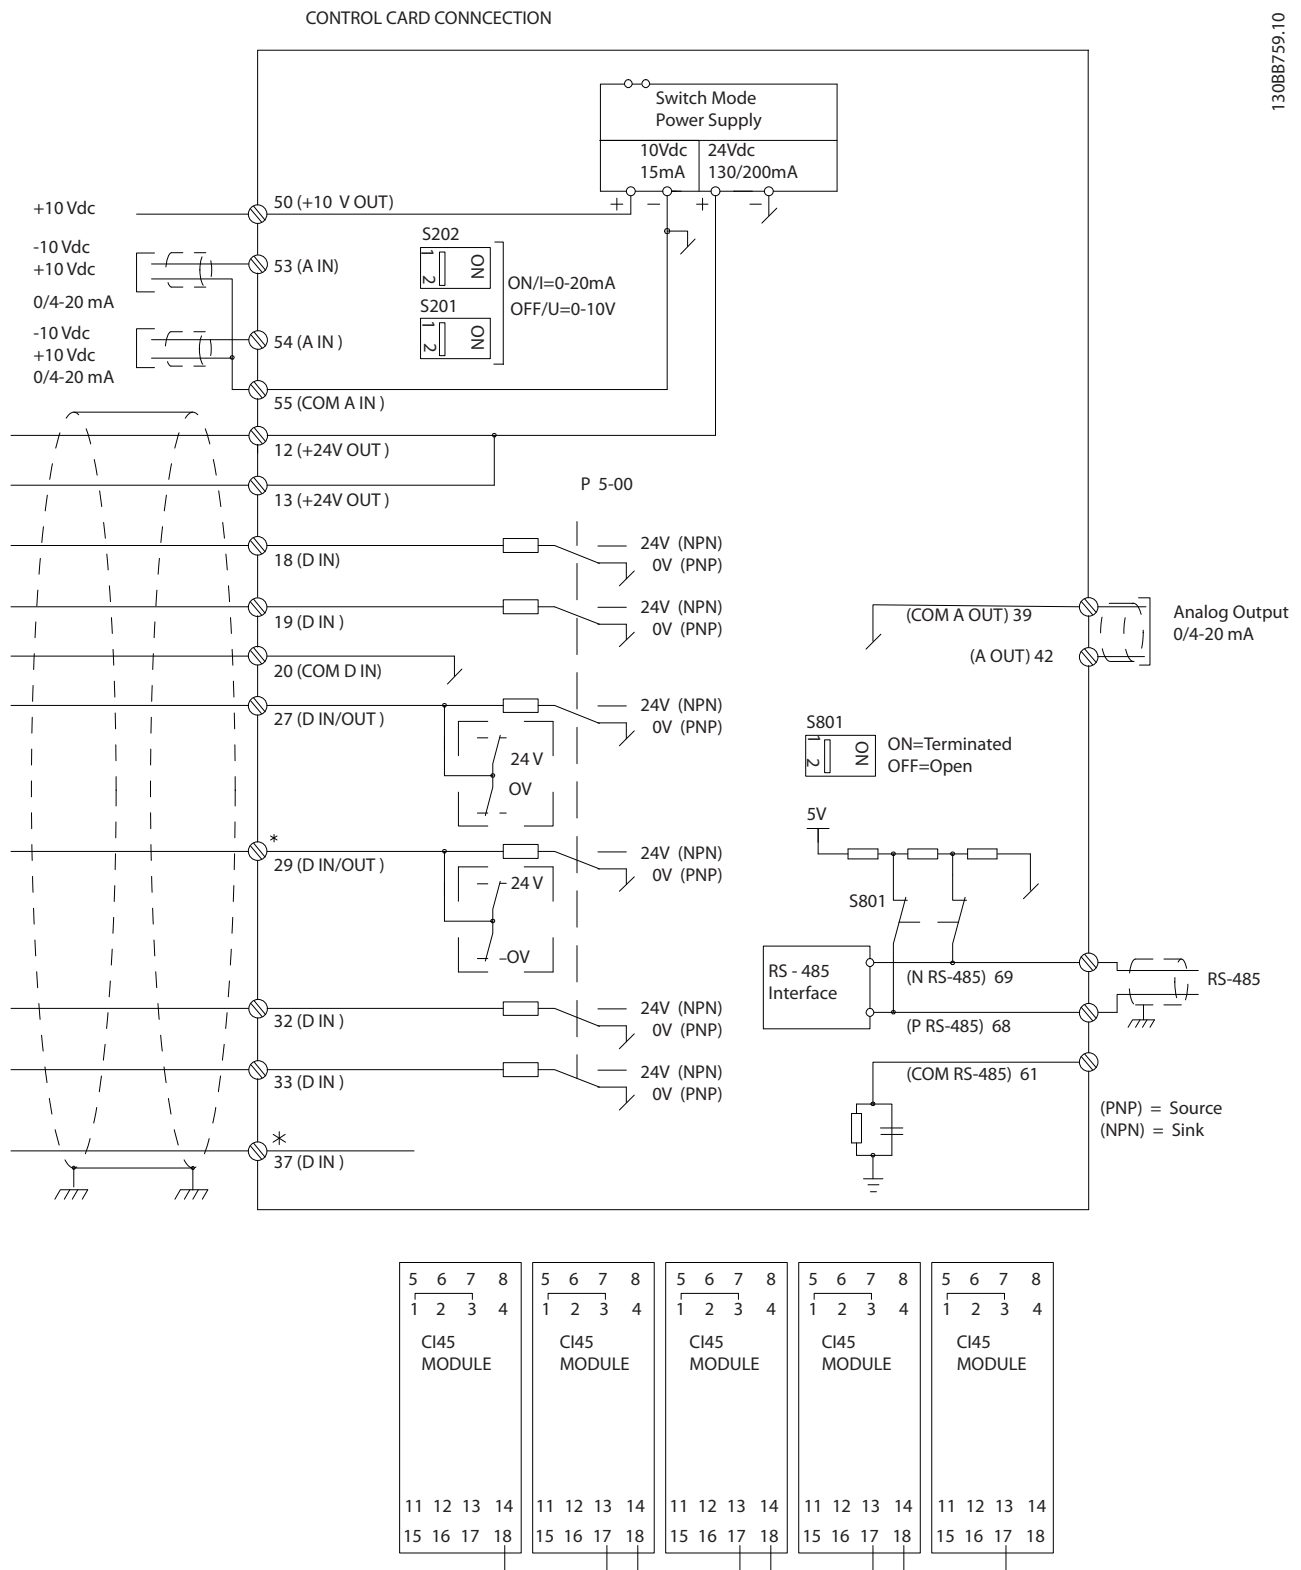 CONTROL CARD CONNCECTION
130BB759.10
Switch Mode
Power Supply
10Vdc
15mA
24Vdc
130/200mA
+ − + −
+10 Vdc
50 (+10 V OUT)
-10 Vdc
+10 Vdc
0/4-20 mA
53 (A IN)
S202
1
2
ON
ON/I=0-20mA
OFF/U=0-10V
S201
1
2
ON
-10 Vdc
+10 Vdc
0/4-20 mA
54 (A IN )
55 (COM A IN )
12 (+24V OUT )
13 (+24V OUT )
P 5-00
18 (D IN)
24V (NPN)
0V (PNP)
19 (D IN )
24V (NPN)
0V (PNP)
(COM A OUT) 39
Analog Output
0/4-20 mA
(A OUT) 42
20 (COM D IN)
27 (D IN/OUT )
24V (NPN)
0V (PNP)
24 V
OV
S801
1
2
ON
ON=Terminated
OFF=Open
5V
*
29 (D IN/OUT )
24V (NPN)
0V (PNP)
24 V
OV
S801
RS - 485
Interface
(N RS-485) 69
RS-485
(P RS-485) 68
32 (D IN )
24V (NPN)
0V (PNP)
33 (D IN )
24V (NPN)
0V (PNP)
(COM RS-485) 61
(PNP) = Source
(NPN) = Sink
*
37 (D IN )
5 6 7 8
1 2 3 4
CI45
MODULE
11 12 13 14
15 16 17 18
5 6 7 8
1 2 3 4
CI45
MODULE
11 12 13 14
15 16 17 18
5 6 7 8
1 2 3 4
CI45
MODULE
11 12 13 14
15 16 17 18
5 6 7 8
1 2 3 4
CI45
MODULE
11 12 13 14
15 16 17 18
5 6 7 8
1 2 3 4
CI45
MODULE
11 12 13 14
15 16 17 18